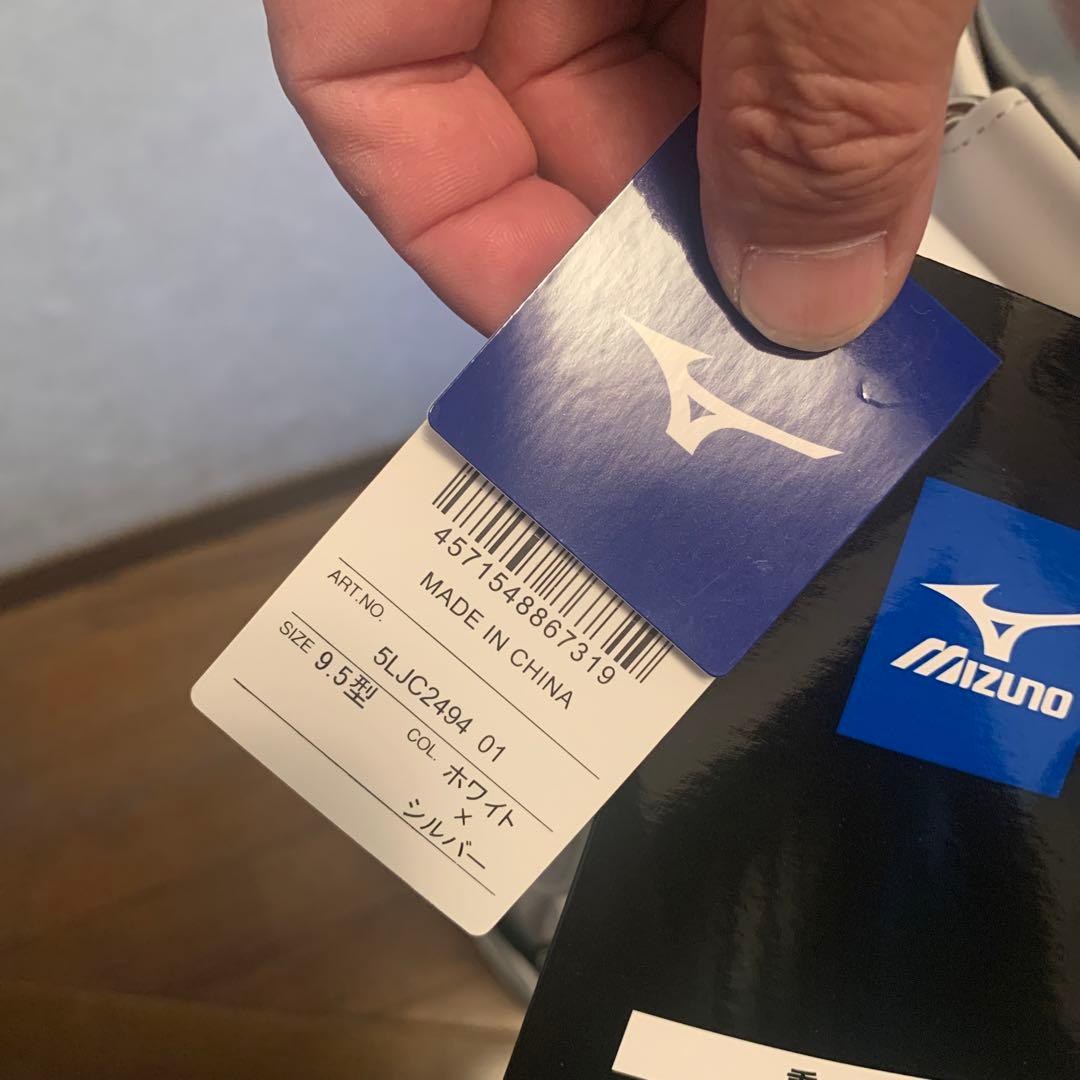 4571548867319
MADE IN CHINA
ART.NO.
5LJC2494 01
SIZE 9.5型
COL. ホワイト
×
シルバー
MIZUNO